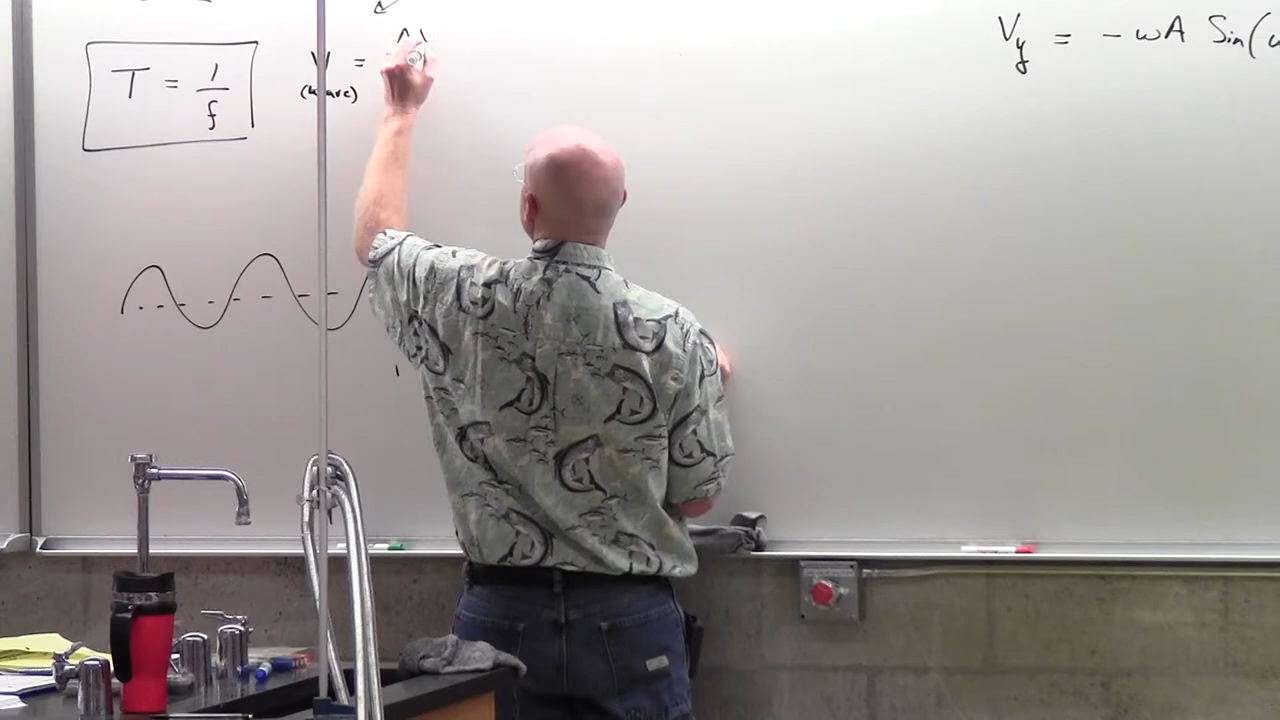 T = 1/f
V =
(wave)
Vy = - ωA Sin(